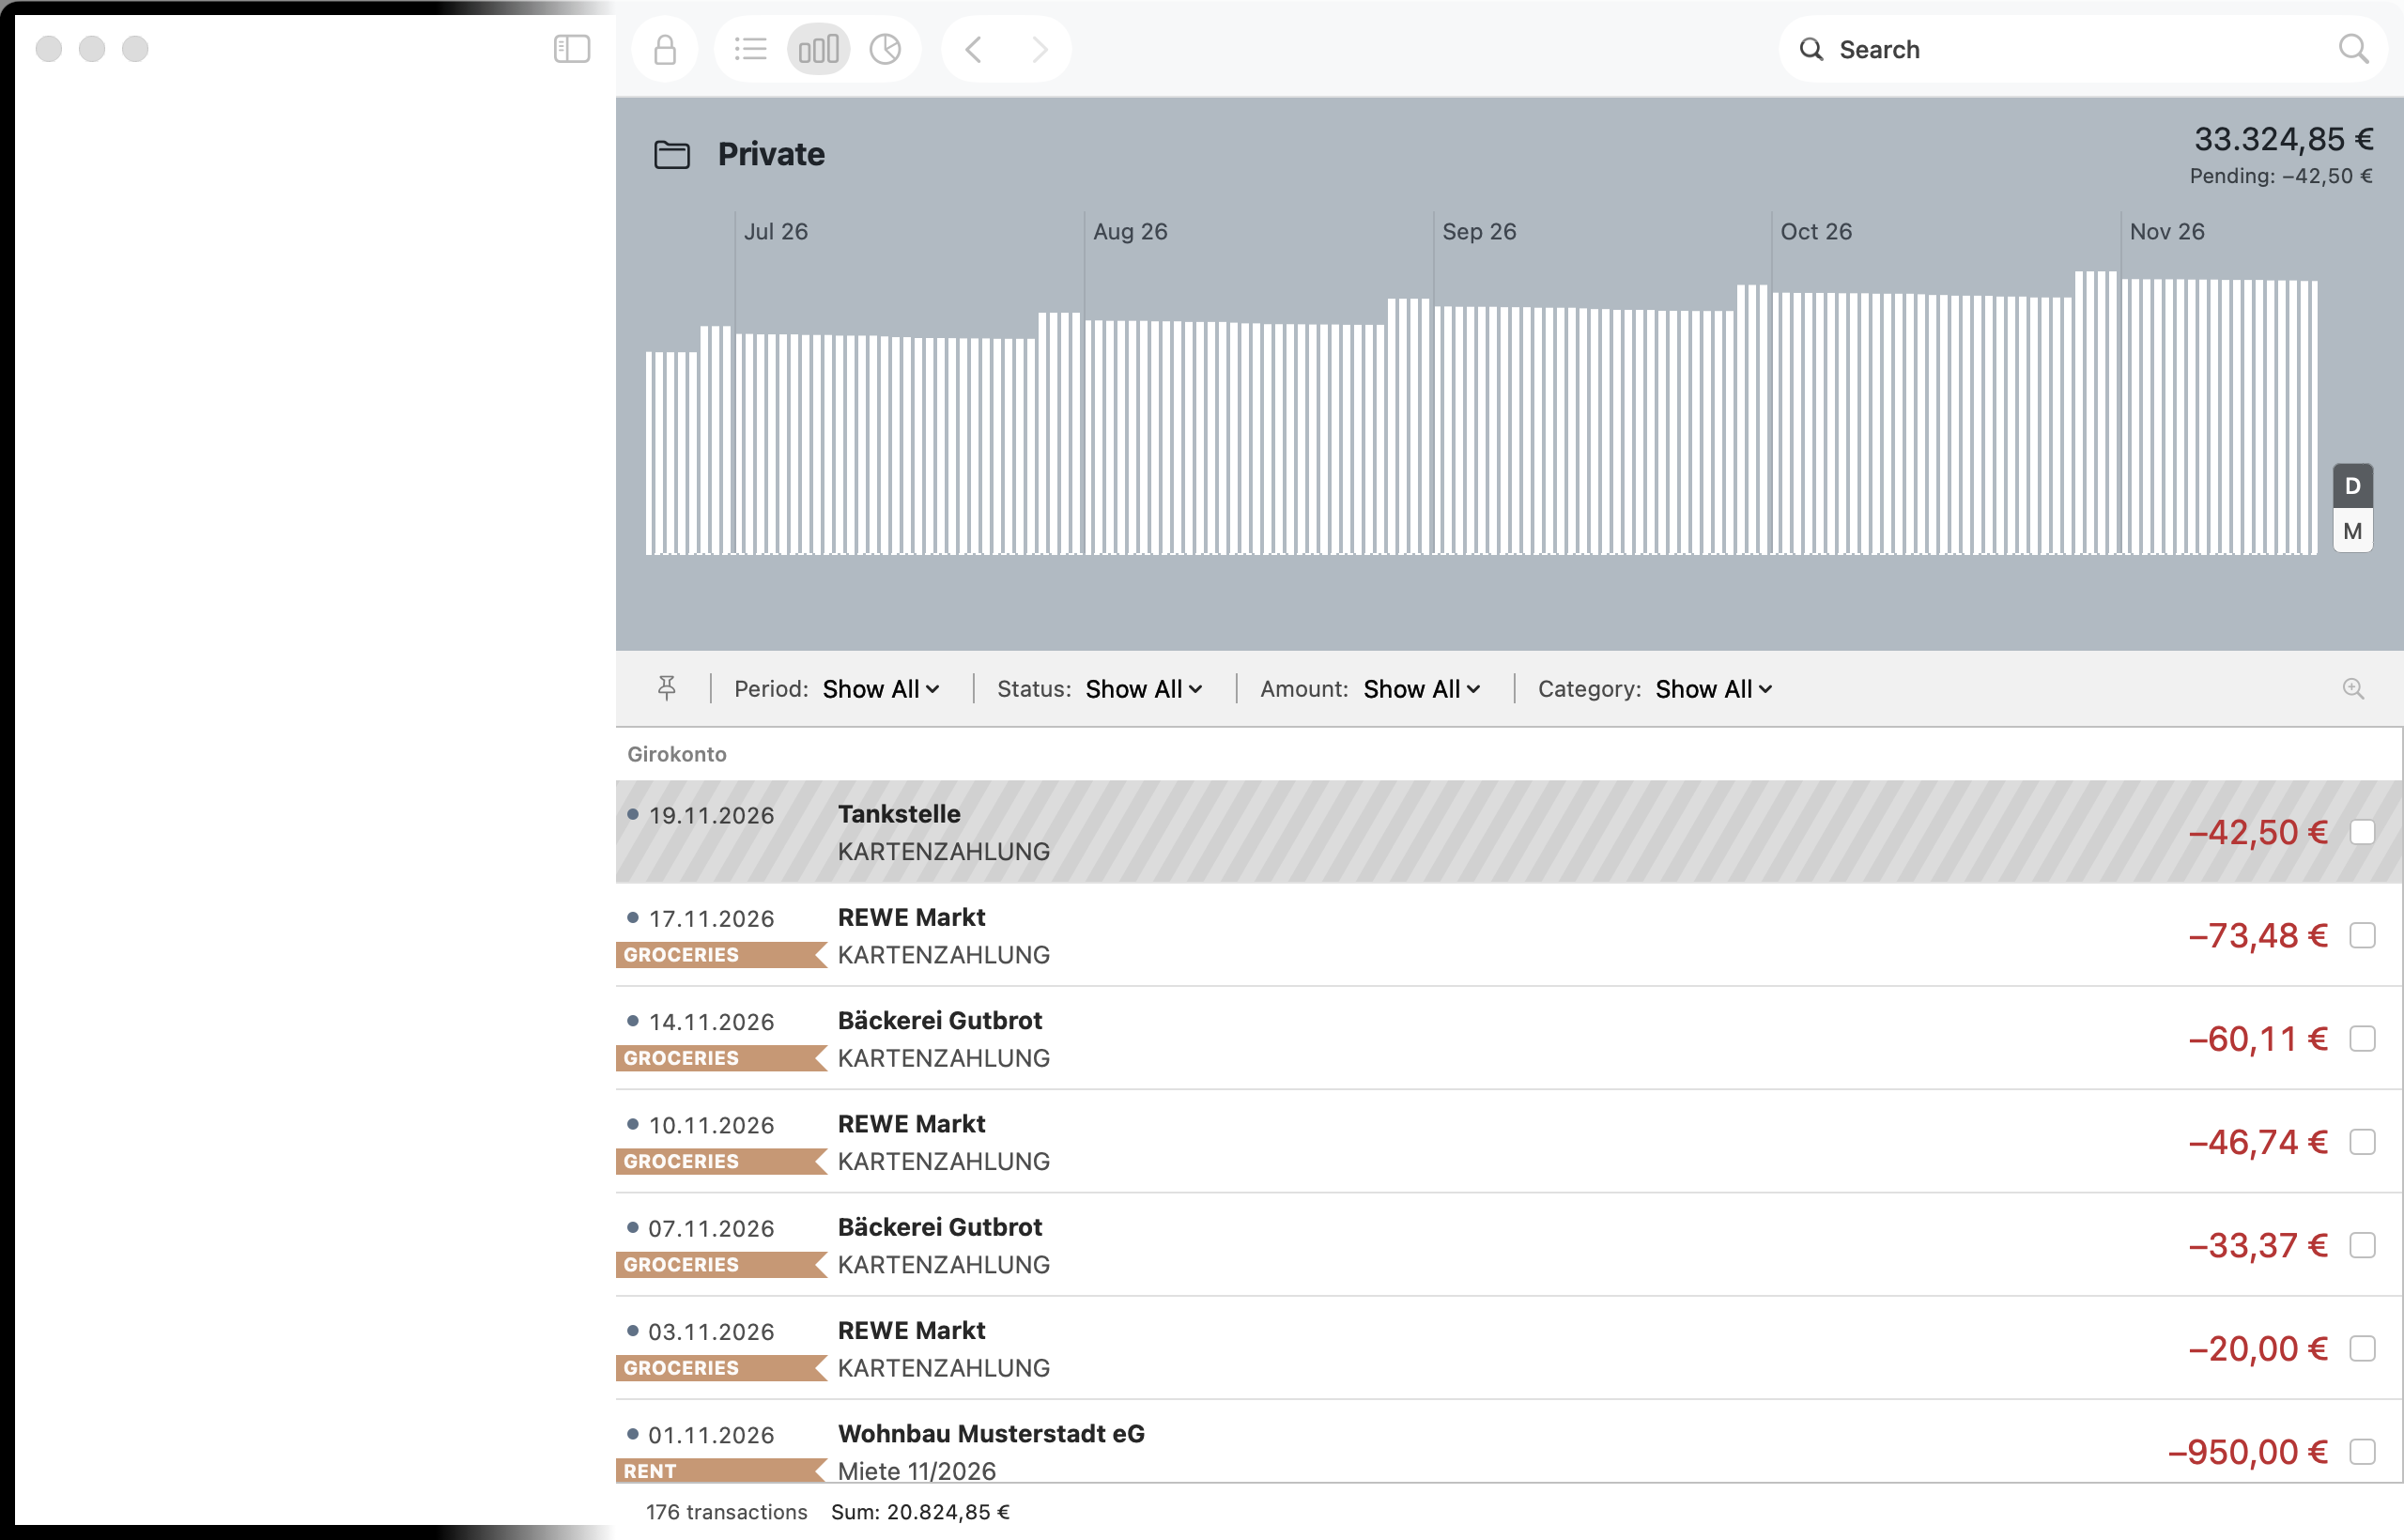 Search
Private
33.324,85 €
Pending: −42,50 €
Jul 26
Aug 26
Sep 26
Oct 26
Nov 26
D
M
Period: Show All
Status: Show All
Amount: Show All
Category: Show All
Girokonto
19.11.2026 Tankstelle −42,50 €
KARTENZAHLUNG
17.11.2026 REWE Markt −73,48 €
GROCERIES KARTENZAHLUNG
14.11.2026 Bäckerei Gutbrot −60,11 €
GROCERIES KARTENZAHLUNG
10.11.2026 REWE Markt −46,74 €
GROCERIES KARTENZAHLUNG
07.11.2026 Bäckerei Gutbrot −33,37 €
GROCERIES KARTENZAHLUNG
03.11.2026 REWE Markt −20,00 €
GROCERIES KARTENZAHLUNG
01.11.2026 Wohnbau Musterstadt eG −950,00 €
RENT Miete 11/2026
176 transactions Sum: 20.824,85 €